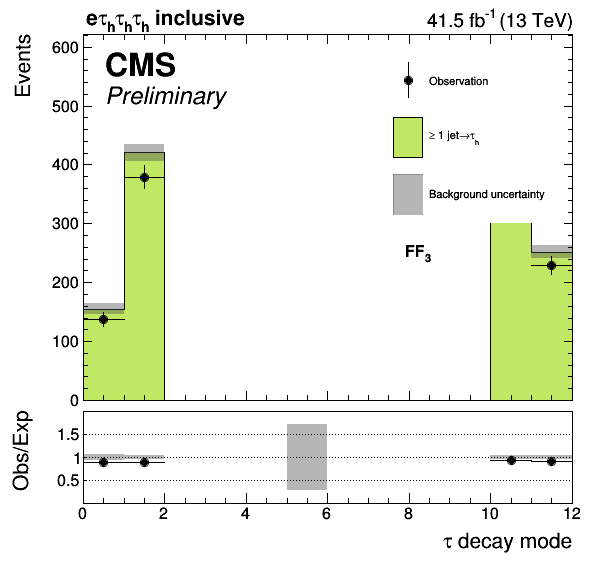 eτhτhτh inclusive 41.5 fb⁻¹ (13 TeV)
Events
600
500
400
300
200
100
0
CMS
Preliminary
Observation
≥ 1 jet→τh
Background uncertainty
FF₃
Obs/Exp
1.5
1
0.5
0 2 4 6 8 10 12
τ decay mode